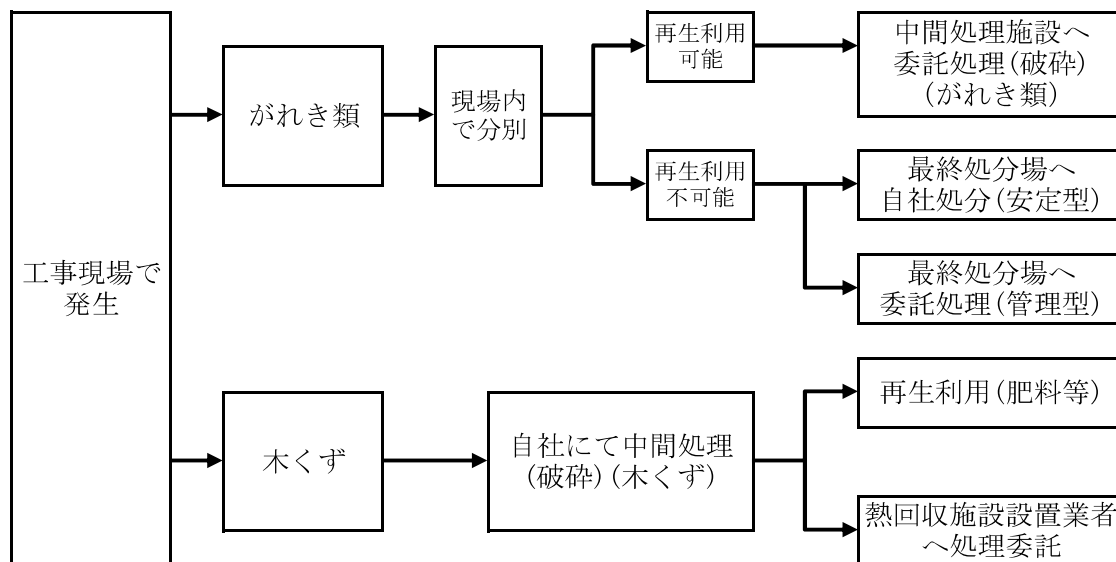 工事現場で
発生
がれき類
現場内
で分別
再生利用
可能
中間処理施設へ
委託処理(破砕)
(がれき類)
再生利用
不可能
最終処分場へ
自社処分(安定型)
最終処分場へ
委託処理(管理型)
木くず
自社にて中間処理
(破砕)(木くず)
再生利用(肥料等)
熱回収施設設置業者
へ処理委託